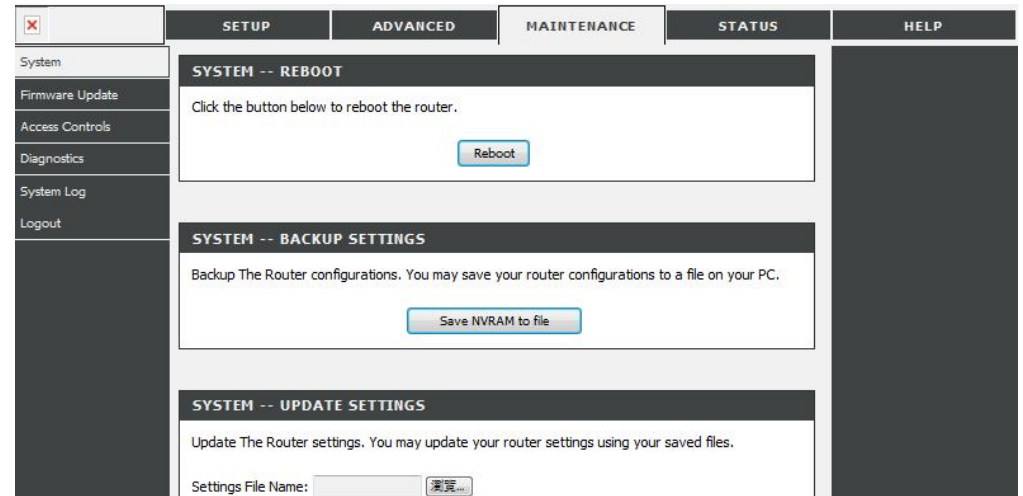 SETUP ADVANCED MAINTENANCE STATUS HELP
System
Firmware Update
Access Controls
Diagnostics
System Log
Logout
SYSTEM -- REBOOT
Click the button below to reboot the router.
Reboot
SYSTEM -- BACKUP SETTINGS
Backup The Router configurations. You may save your router configurations to a file on your PC.
Save NVRAM to file
SYSTEM -- UPDATE SETTINGS
Update The Router settings. You may update your router settings using your saved files.
Settings File Name: 瀏覽...